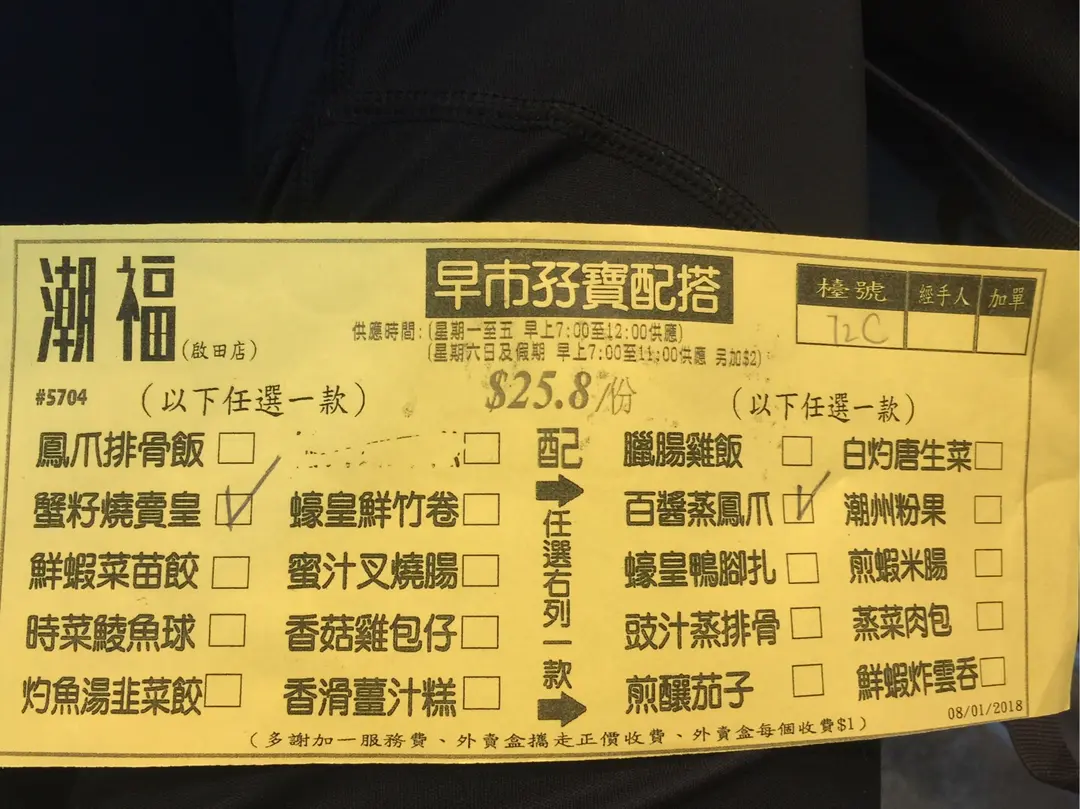 潮福(啟田店)
早市孖寶配搭
檯號 經手人 加單
72C
供應時間:(星期一至五 早上7:00至12:00供應)
(星期六日及假期 早上7:00至11:00供應 另加$2)
#5704
(以下任選一款)
$25.8/份
(以下任選一款)
鳳爪排骨飯
蟹籽燒賣皇
鮮蝦菜苗餃
時菜鯪魚球
灼魚湯韭菜餃
蠔皇鮮竹卷
蜜汁叉燒腸
香菇雞包仔
香滑薑汁糕
配
任選右列一款
臘腸雞飯
百醬蒸鳳爪
蠔皇鴨腳扎
豉汁蒸排骨
煎釀茄子
白灼唐生菜
潮州粉果
煎蝦米腸
蒸菜肉包
鮮蝦炸雲吞
08/01/2018
(多謝加一服務費、外賣盒攜走正價收費、外賣盒每個收費$1)